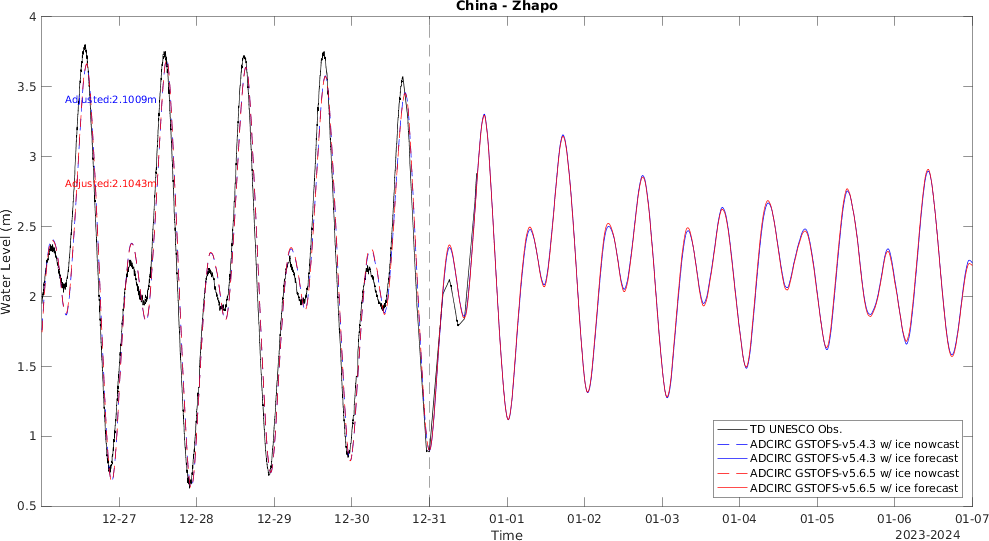 China - Zhapo
Water Level (m)
4
3.5
3
2.5
2
1.5
1
0.5
Adjusted:2.1009m
Adjusted:2.1043m
TD UNESCO Obs.
ADCIRC GSTOFS-v5.4.3 w/ ice nowcast
ADCIRC GSTOFS-v5.4.3 w/ ice forecast
ADCIRC GSTOFS-v5.6.5 w/ ice nowcast
ADCIRC GSTOFS-v5.6.5 w/ ice forecast
12-27 12-28 12-29 12-30 12-31 01-01 01-02 01-03 01-04 01-05 01-06 01-07
Time
2023-2024